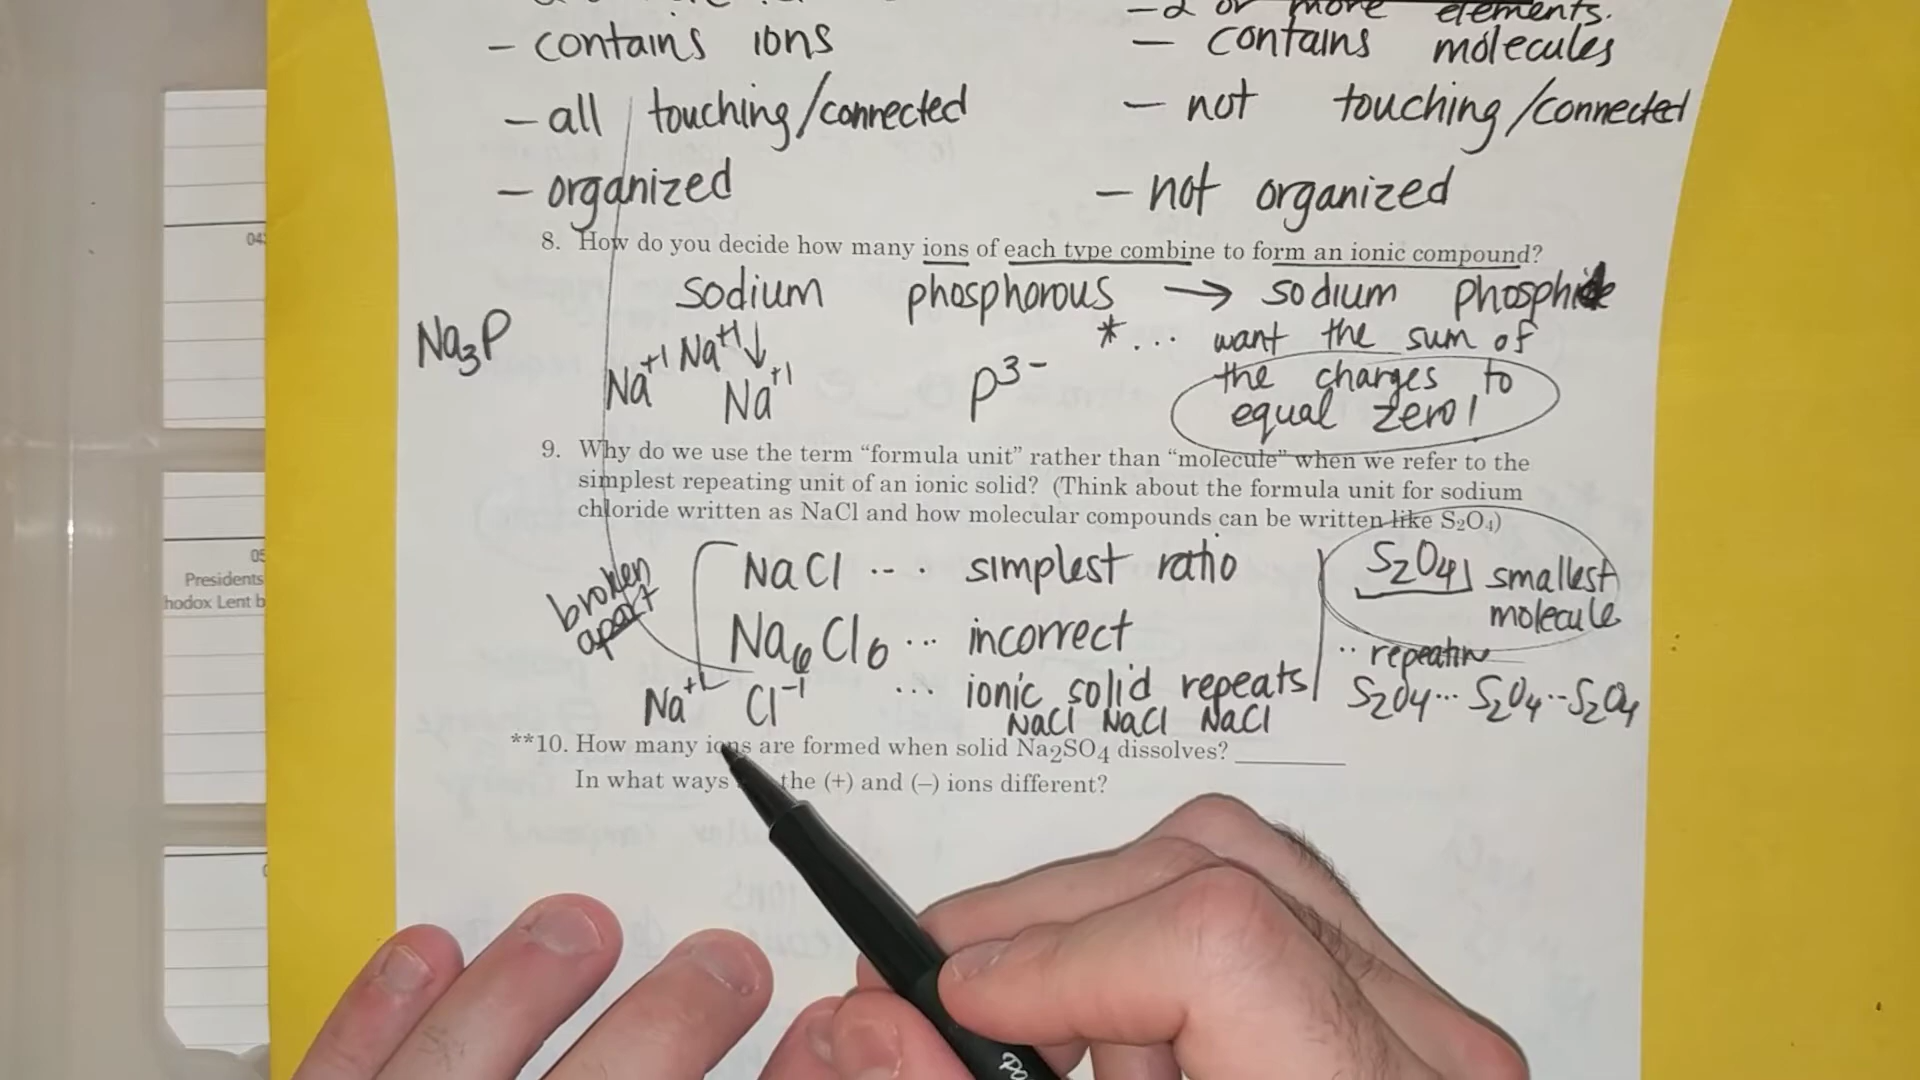 - 2 or more elements.
- contains ions
- contains molecules
- all touching/connected
- not touching/connected
- organized
- not organized
8. How do you decide how many ions of each type combine to form an ionic compound?
sodium phosphorous → sodium phosphide
Na₃P
Na⁺¹ Na⁺¹ ↓ Na⁺¹
P³⁻
* ... want the sum of
the charges to
equal zero!
9. Why do we use the term “formula unit” rather than “molecule” when we refer to the
simplest repeating unit of an ionic solid? (Think about the formula unit for sodium
chloride written as NaCl and how molecular compounds can be written like S₂O₄)
broken
apart
NaCl ... simplest ratio
Na₆Cl₆ ... incorrect
Na⁺¹ Cl⁻¹ ... ionic solid repeats
NaCl NaCl NaCl
S₂O₄ smallest
molecule
.. repeating
S₂O₄... S₂O₄..S₂O₄
**10. How many ions are formed when solid Na₂SO₄ dissolves? ________
In what ways the (+) and (–) ions different?
04
05
Presidents
hodox Lent b